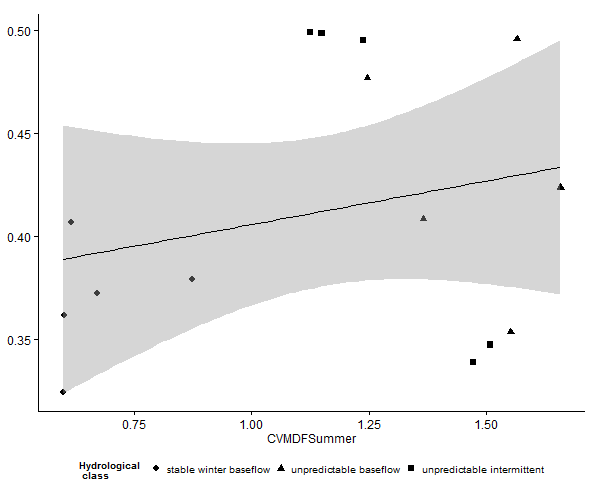 0.50
0.45
0.40
0.35
0.75 1.00 1.25 1.50
CVMDFSummer
Hydrological
class
stable winter baseflow unpredictable baseflow unpredictable intermittent